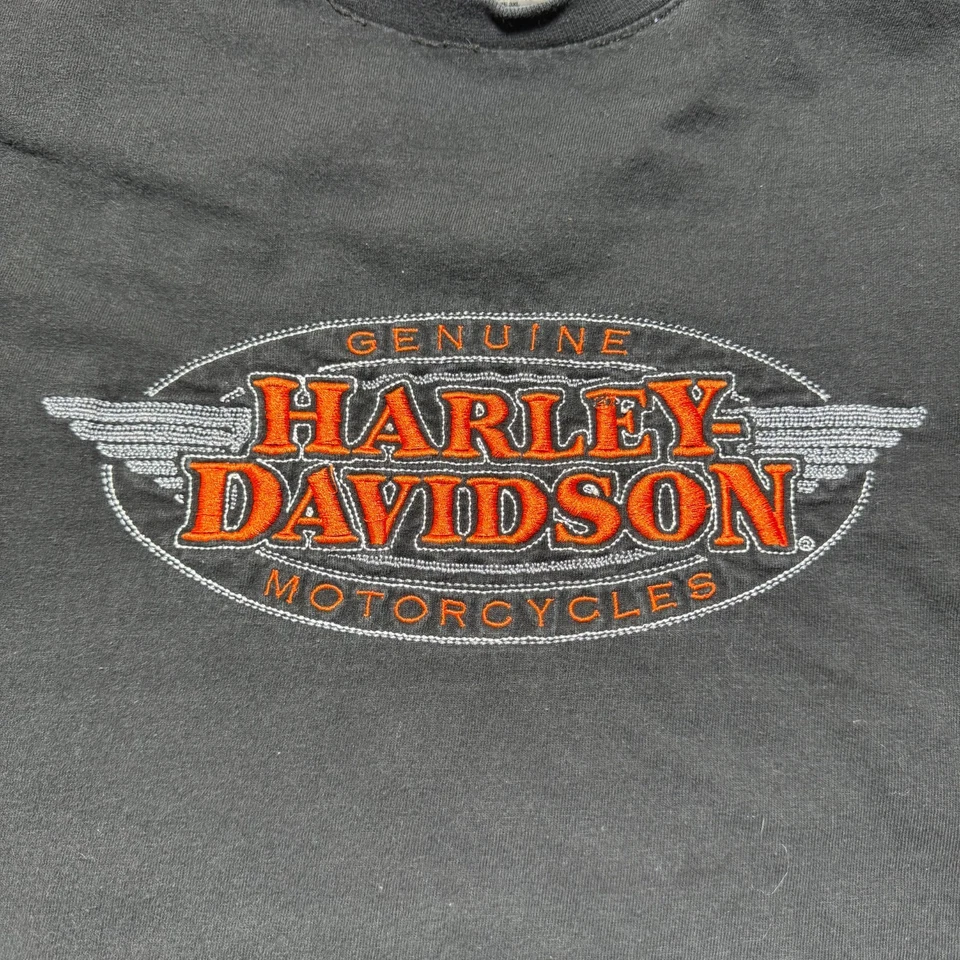 GENUINE
HARLEY-
DAVIDSON®
MOTORCYCLES